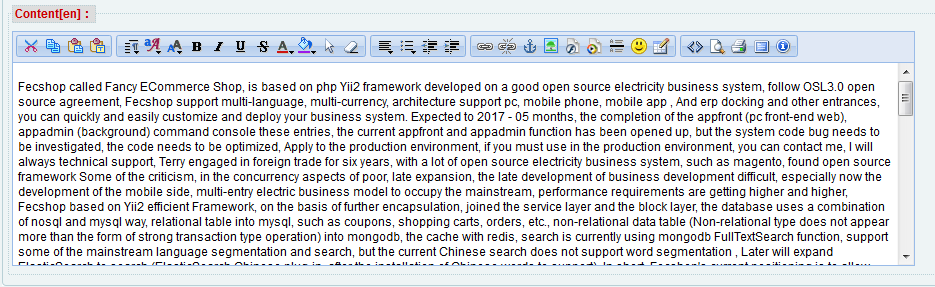 Content[en]：
Fecshop called Fancy ECommerce Shop, is based on php Yii2 framework developed on a good open source electricity business system, follow OSL3.0 open
source agreement, Fecshop support multi-language, multi-currency, architecture support pc, mobile phone, mobile app , And erp docking and other entrances,
you can quickly and easily customize and deploy your business system. Expected to 2017 - 05 months, the completion of the appfront (pc front-end web),
appadmin (background) command console these entries, the current appfront and appadmin function has been opened up, but the system code bug needs to
be investigated, the code needs to be optimized, Apply to the production environment, if you must use in the production environment, you can contact me, I will
always technical support, Terry engaged in foreign trade for six years, with a lot of open source electricity business system, such as magento, found open source
framework Some of the criticism, in the concurrency aspects of poor, late expansion, the late development of business development difficult, especially now the
development of the mobile side, multi-entry electric business model to occupy the mainstream, performance requirements are getting higher and higher,
Fecshop based on Yii2 efficient Framework, on the basis of further encapsulation, joined the service layer and the block layer, the database uses a combination
of nosql and mysql way, relational table into mysql, such as coupons, shopping carts, orders, etc., non-relational data table (Non-relational type does not appear
more than the form of strong transaction type operation) into mongodb, the cache with redis, search is currently using mongodb FullTextSearch function, support
some of the mainstream language segmentation and search, but the current Chinese search does not support word segmentation , Later will expand